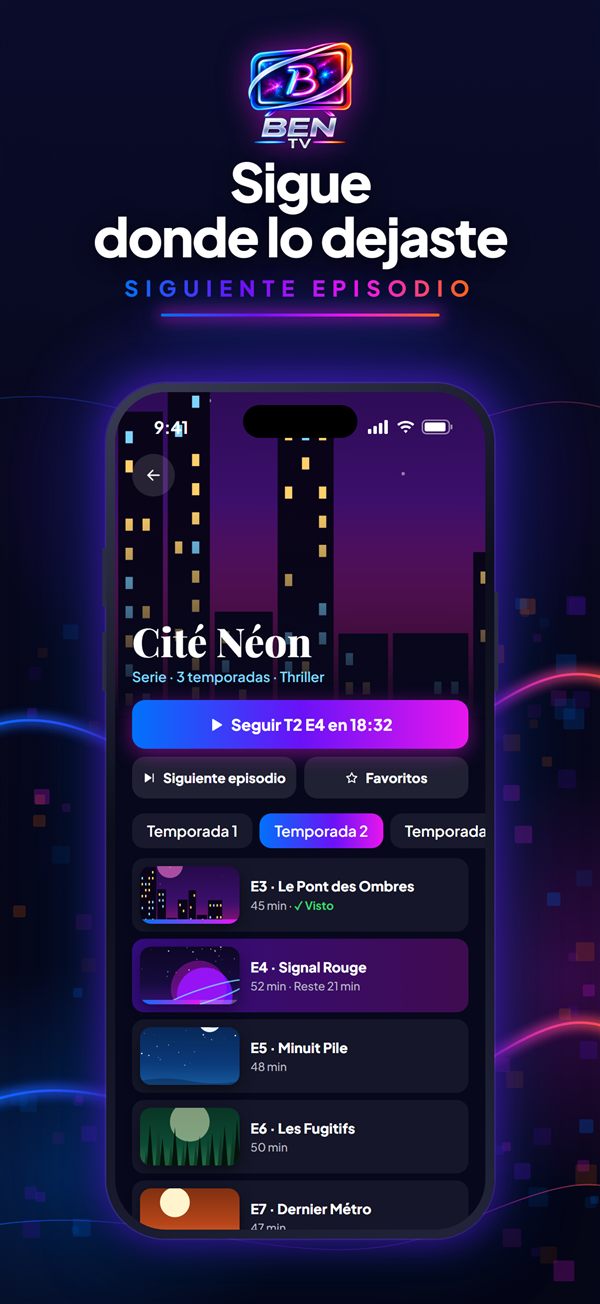 B
BEN
TV
Sigue
donde lo dejaste
SIGUIENTE EPISODIO
9:41
Cité Néon
Serie · 3 temporadas · Thriller
Seguir T2 E4 en 18:32
Siguiente episodio
Favoritos
Temporada 1
Temporada 2
Temporada
E3 · Le Pont des Ombres
45 min · ✓ Visto
E4 · Signal Rouge
52 min · Reste 21 min
E5 · Minuit Pile
48 min
E6 · Les Fugitifs
50 min
E7 · Dernier Métro
47 min